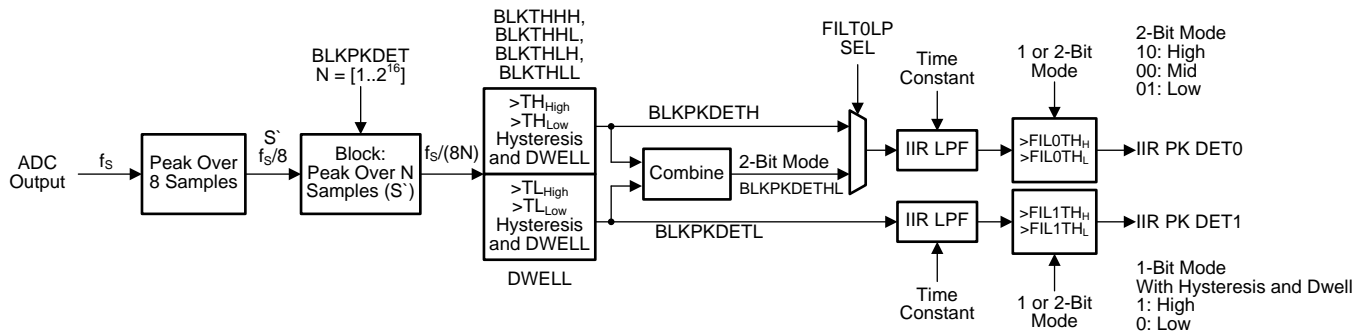 ADC
Output
fS
Peak Over
8 Samples
S`
fS/8
BLKPKDET
N = [1..2^16]
Block:
Peak Over N
Samples (S`)
fS/(8N)
BLKTHHH,
BLKTHHL,
BLKTHLH,
BLKTHLL
>THHigh
>THLow
Hysteresis
and DWELL
>TLHigh
>TLLow
Hysteresis
and DWELL
DWELL
BLKPKDETH
Combine
2-Bit Mode
BLKPKDETHL
BLKPKDETL
FILT0LP
SEL
Time
Constant
IIR LPF
IIR LPF
Time
Constant
1 or 2-Bit
Mode
>FIL0THH
>FIL0THL
>FIL1THH
>FIL1THL
1 or 2-Bit
Mode
2-Bit Mode
10: High
00: Mid
01: Low
IIR PK DET0
IIR PK DET1
1-Bit Mode
With Hysteresis and Dwell
1: High
0: Low